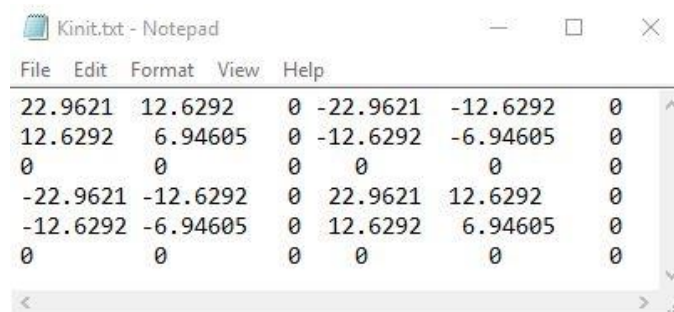 Kinit.txt - Notepad
File Edit Format View Help
22.9621 12.6292 0 -22.9621 -12.6292 0
12.6292 6.94605 0 -12.6292 -6.94605 0
0 0 0 0 0 0
-22.9621 -12.6292 0 22.9621 12.6292 0
-12.6292 -6.94605 0 12.6292 6.94605 0
0 0 0 0 0 0